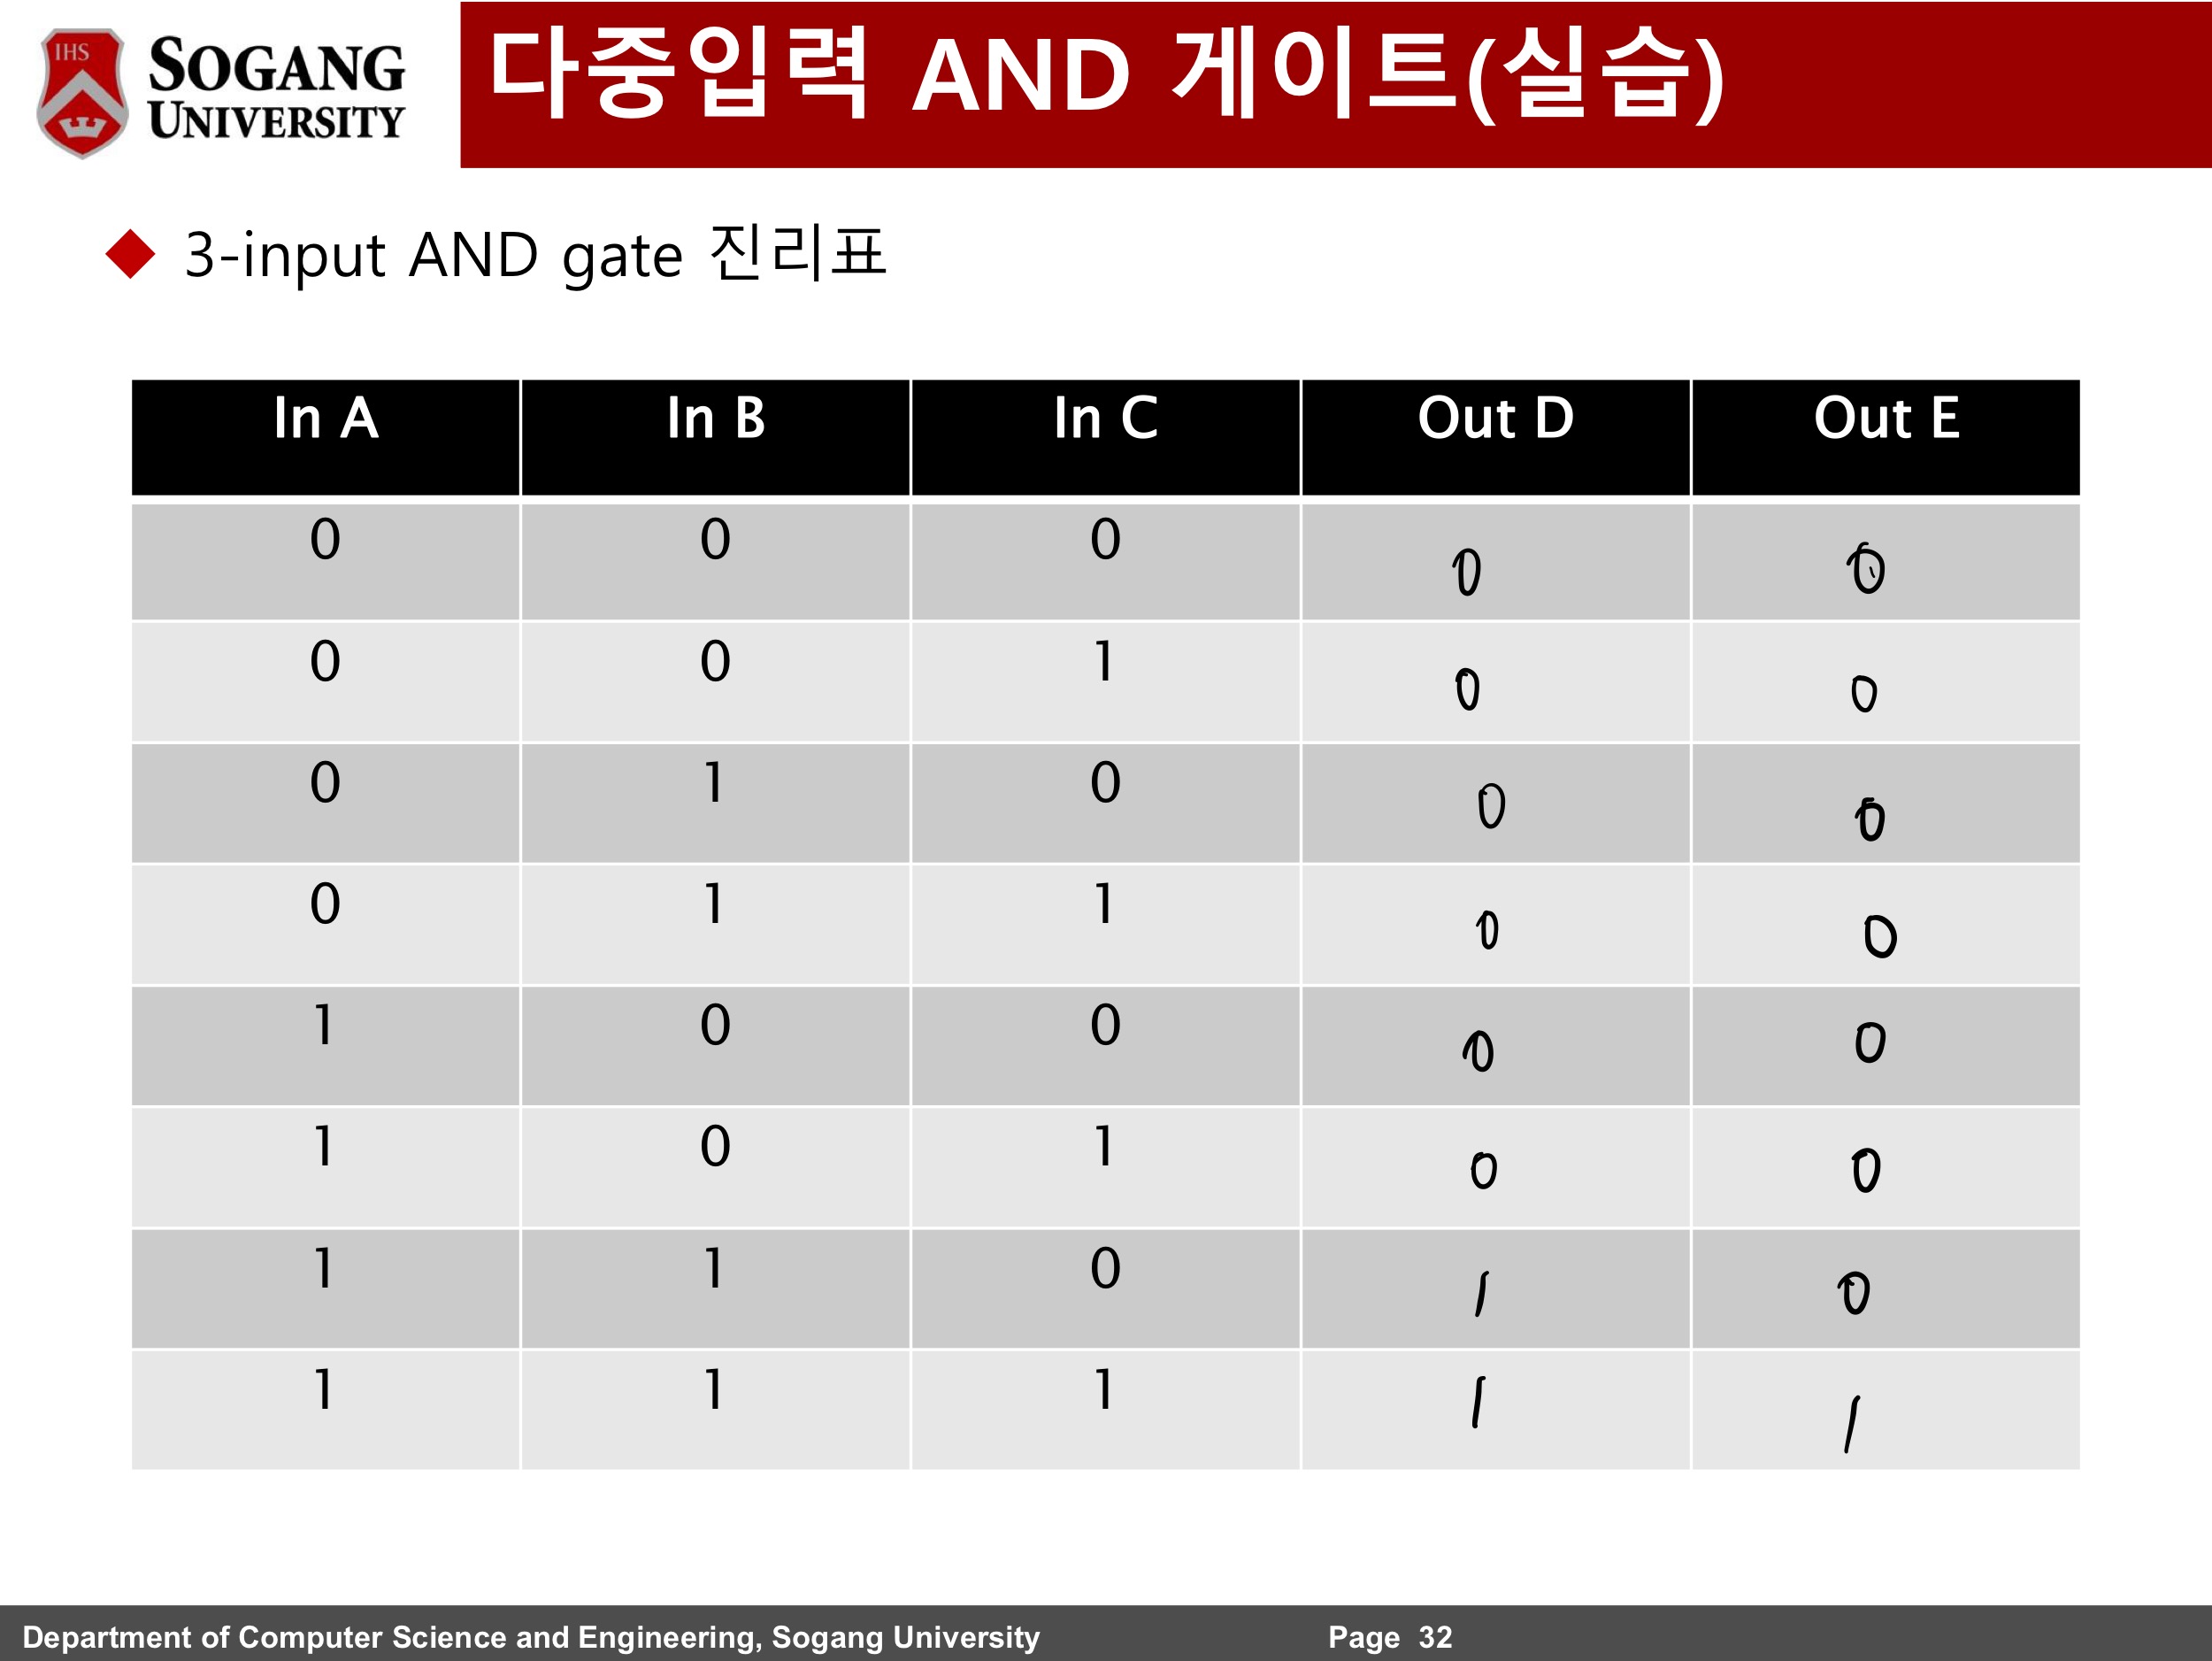 IHS
SOGANG
UNIVERSITY
다중입력 AND 게이트(실습)
3-input AND gate 진리표
In A In B In C Out D Out E
0 0 0 0 0
0 0 1 0 0
0 1 0 0 0
0 1 1 0 0
1 0 0 0 0
1 0 1 0 0
1 1 0 1 0
1 1 1 1 1
Department of Computer Science and Engineering, Sogang University Page 32